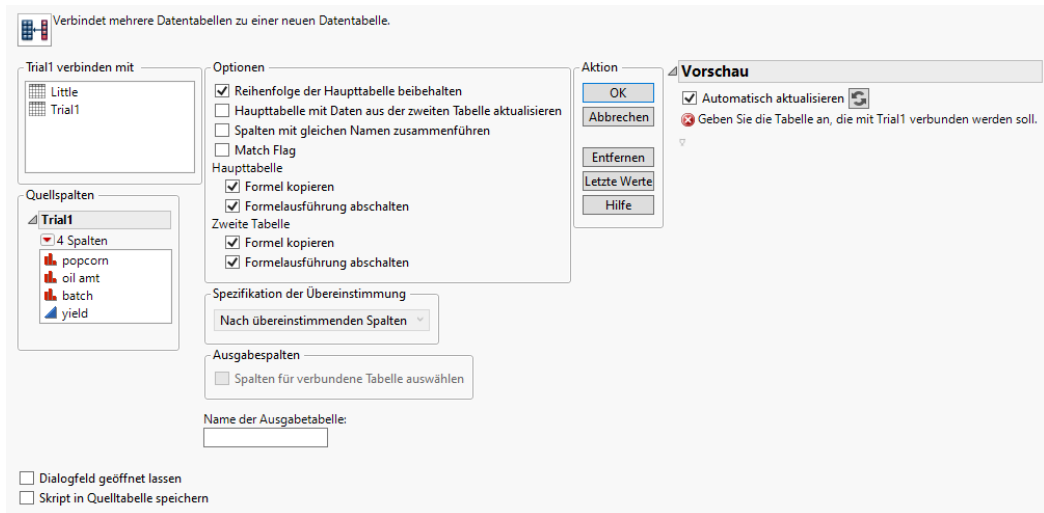 Verbindet mehrere Datentabellen zu einer neuen Datentabelle.
Trial1 verbinden mit
Little
Trial1
Quellspalten
Trial1
4 Spalten
popcorn
oil amt
batch
yield
Optionen
Reihenfolge der Haupttabelle beibehalten
Haupttabelle mit Daten aus der zweiten Tabelle aktualisieren
Spalten mit gleichen Namen zusammenführen
Match Flag
Haupttabelle
Formel kopieren
Formelausführung abschalten
Zweite Tabelle
Formel kopieren
Formelausführung abschalten
Spezifikation der Übereinstimmung
Nach übereinstimmenden Spalten
Ausgabespalten
Spalten für verbundene Tabelle auswählen
Name der Ausgabetabelle:
Aktion
OK
Abbrechen
Entfernen
Letzte Werte
Hilfe
Vorschau
Automatisch aktualisieren
Geben Sie die Tabelle an, die mit Trial1 verbunden werden soll.
Dialogfeld geöffnet lassen
Skript in Quelltabelle speichern